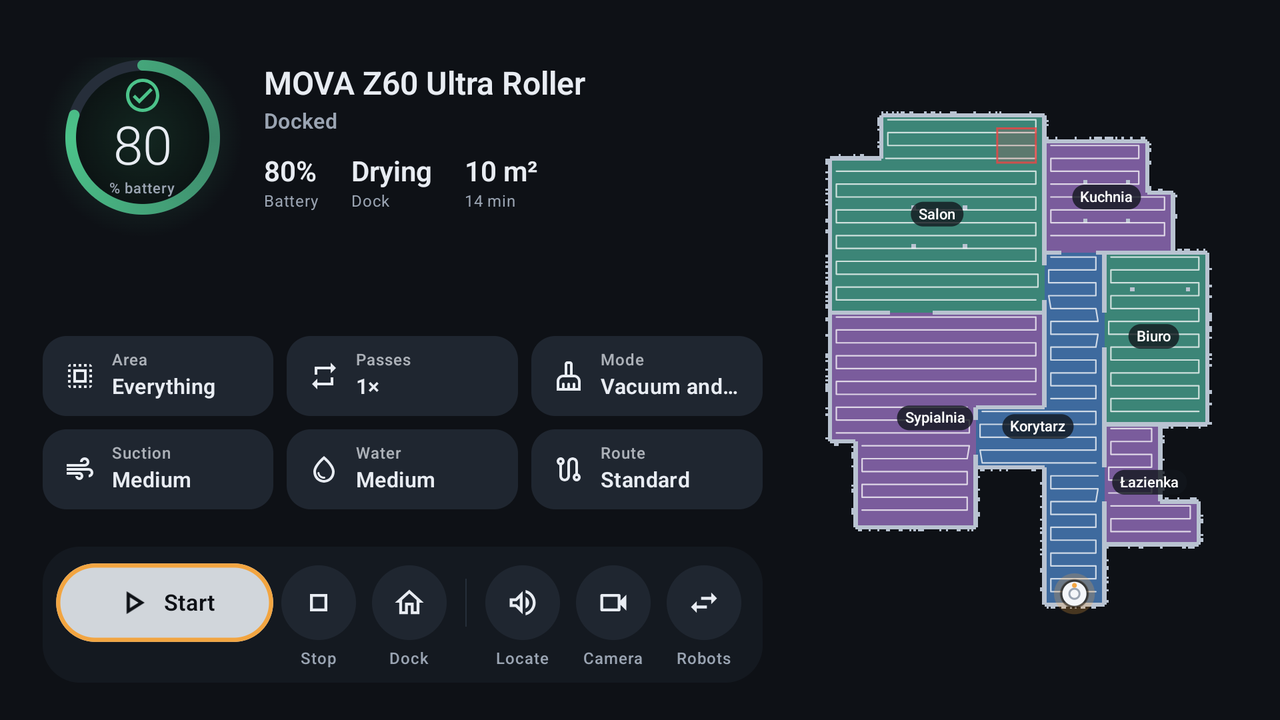 MOVA Z60 Ultra Roller
Docked
80
% battery
80%
Battery
Drying
Dock
10 m²
14 min
Area
Everything
Passes
1×
Mode
Vacuum and…
Suction
Medium
Water
Medium
Route
Standard
Start
Stop
Dock
Locate
Camera
Robots
Salon
Kuchnia
Biuro
Sypialnia
Korytarz
Łazienka